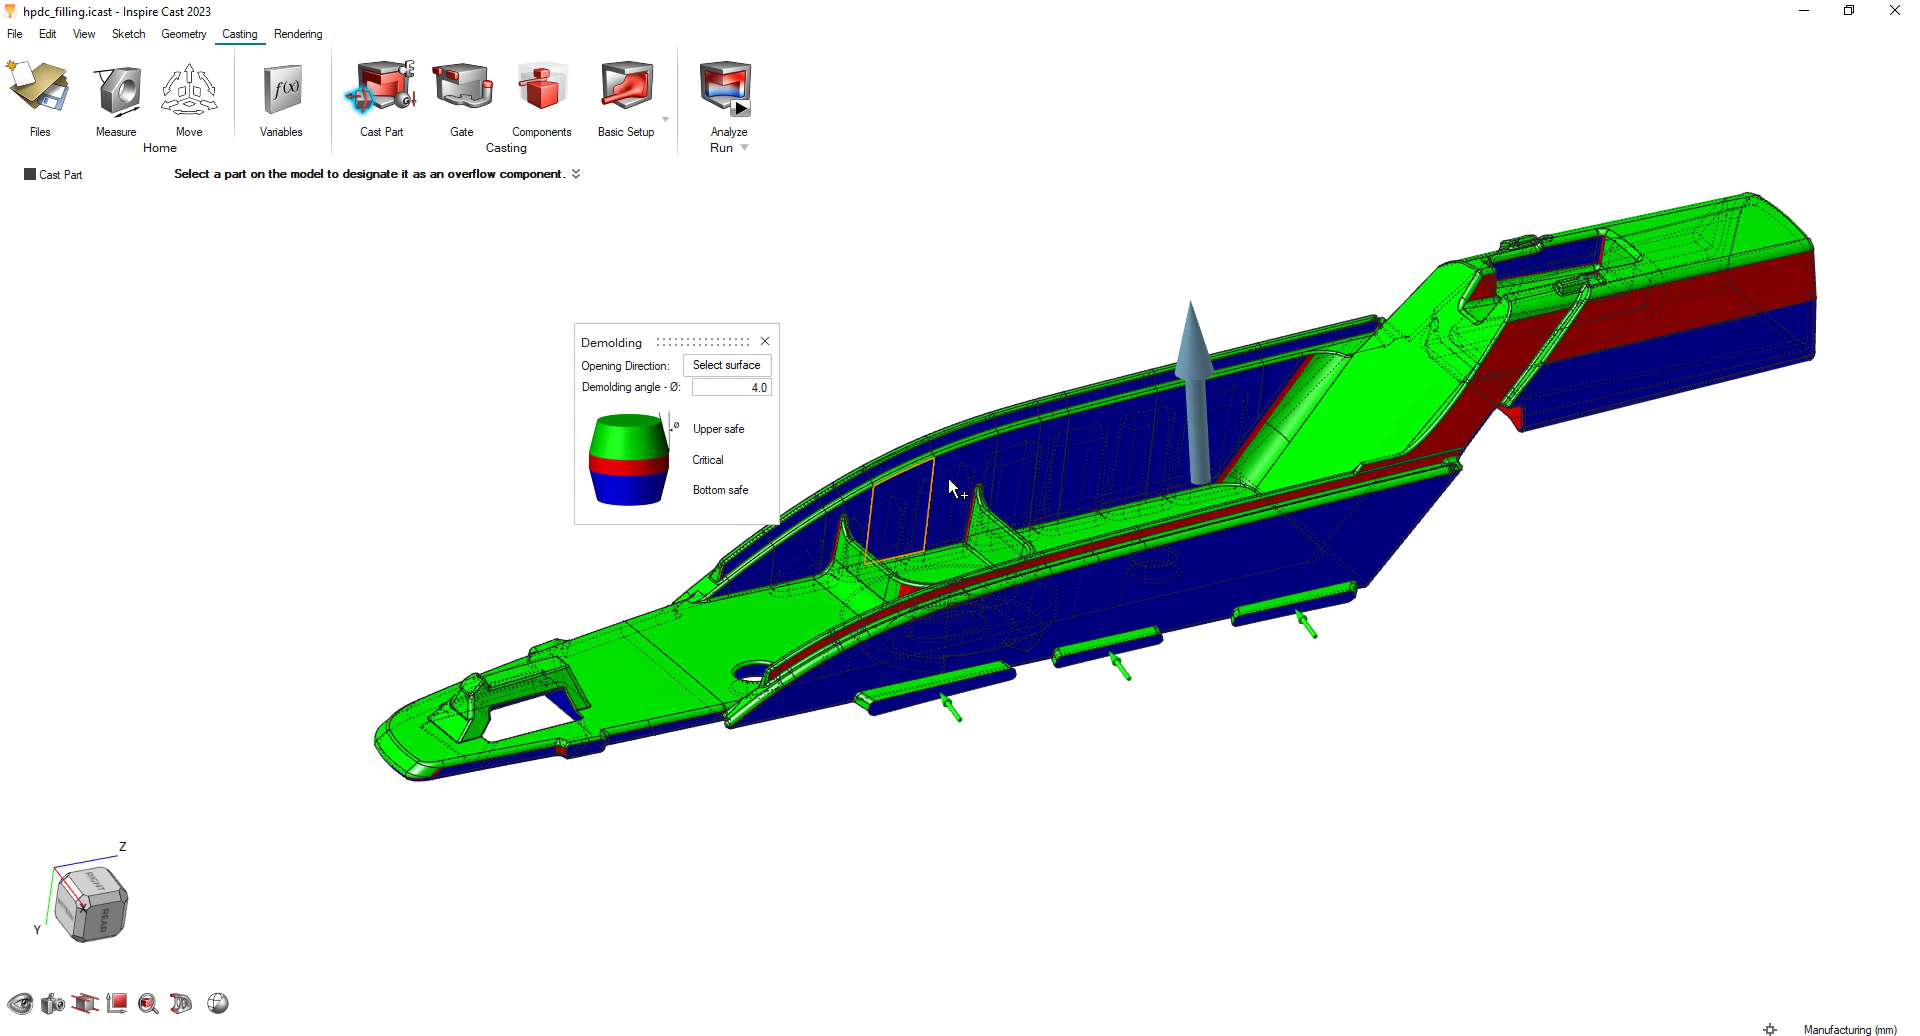 hpdc_filling.icast - Inspire Cast 2023
File Edit View Sketch Geometry Casting Rendering
f(x)
Files Measure Move Variables Cast Part Gate Components Basic Setup Analyze
Home Casting Run
Cast Part
Select a part on the model to designate it as an overflow component.
Demolding
Opening Direction: Select surface
Demolding angle - Ø: 4.0
ø
Upper safe
Critical
Bottom safe
Z
RIGHT
X
REAR
Y
Manufacturing (mm)